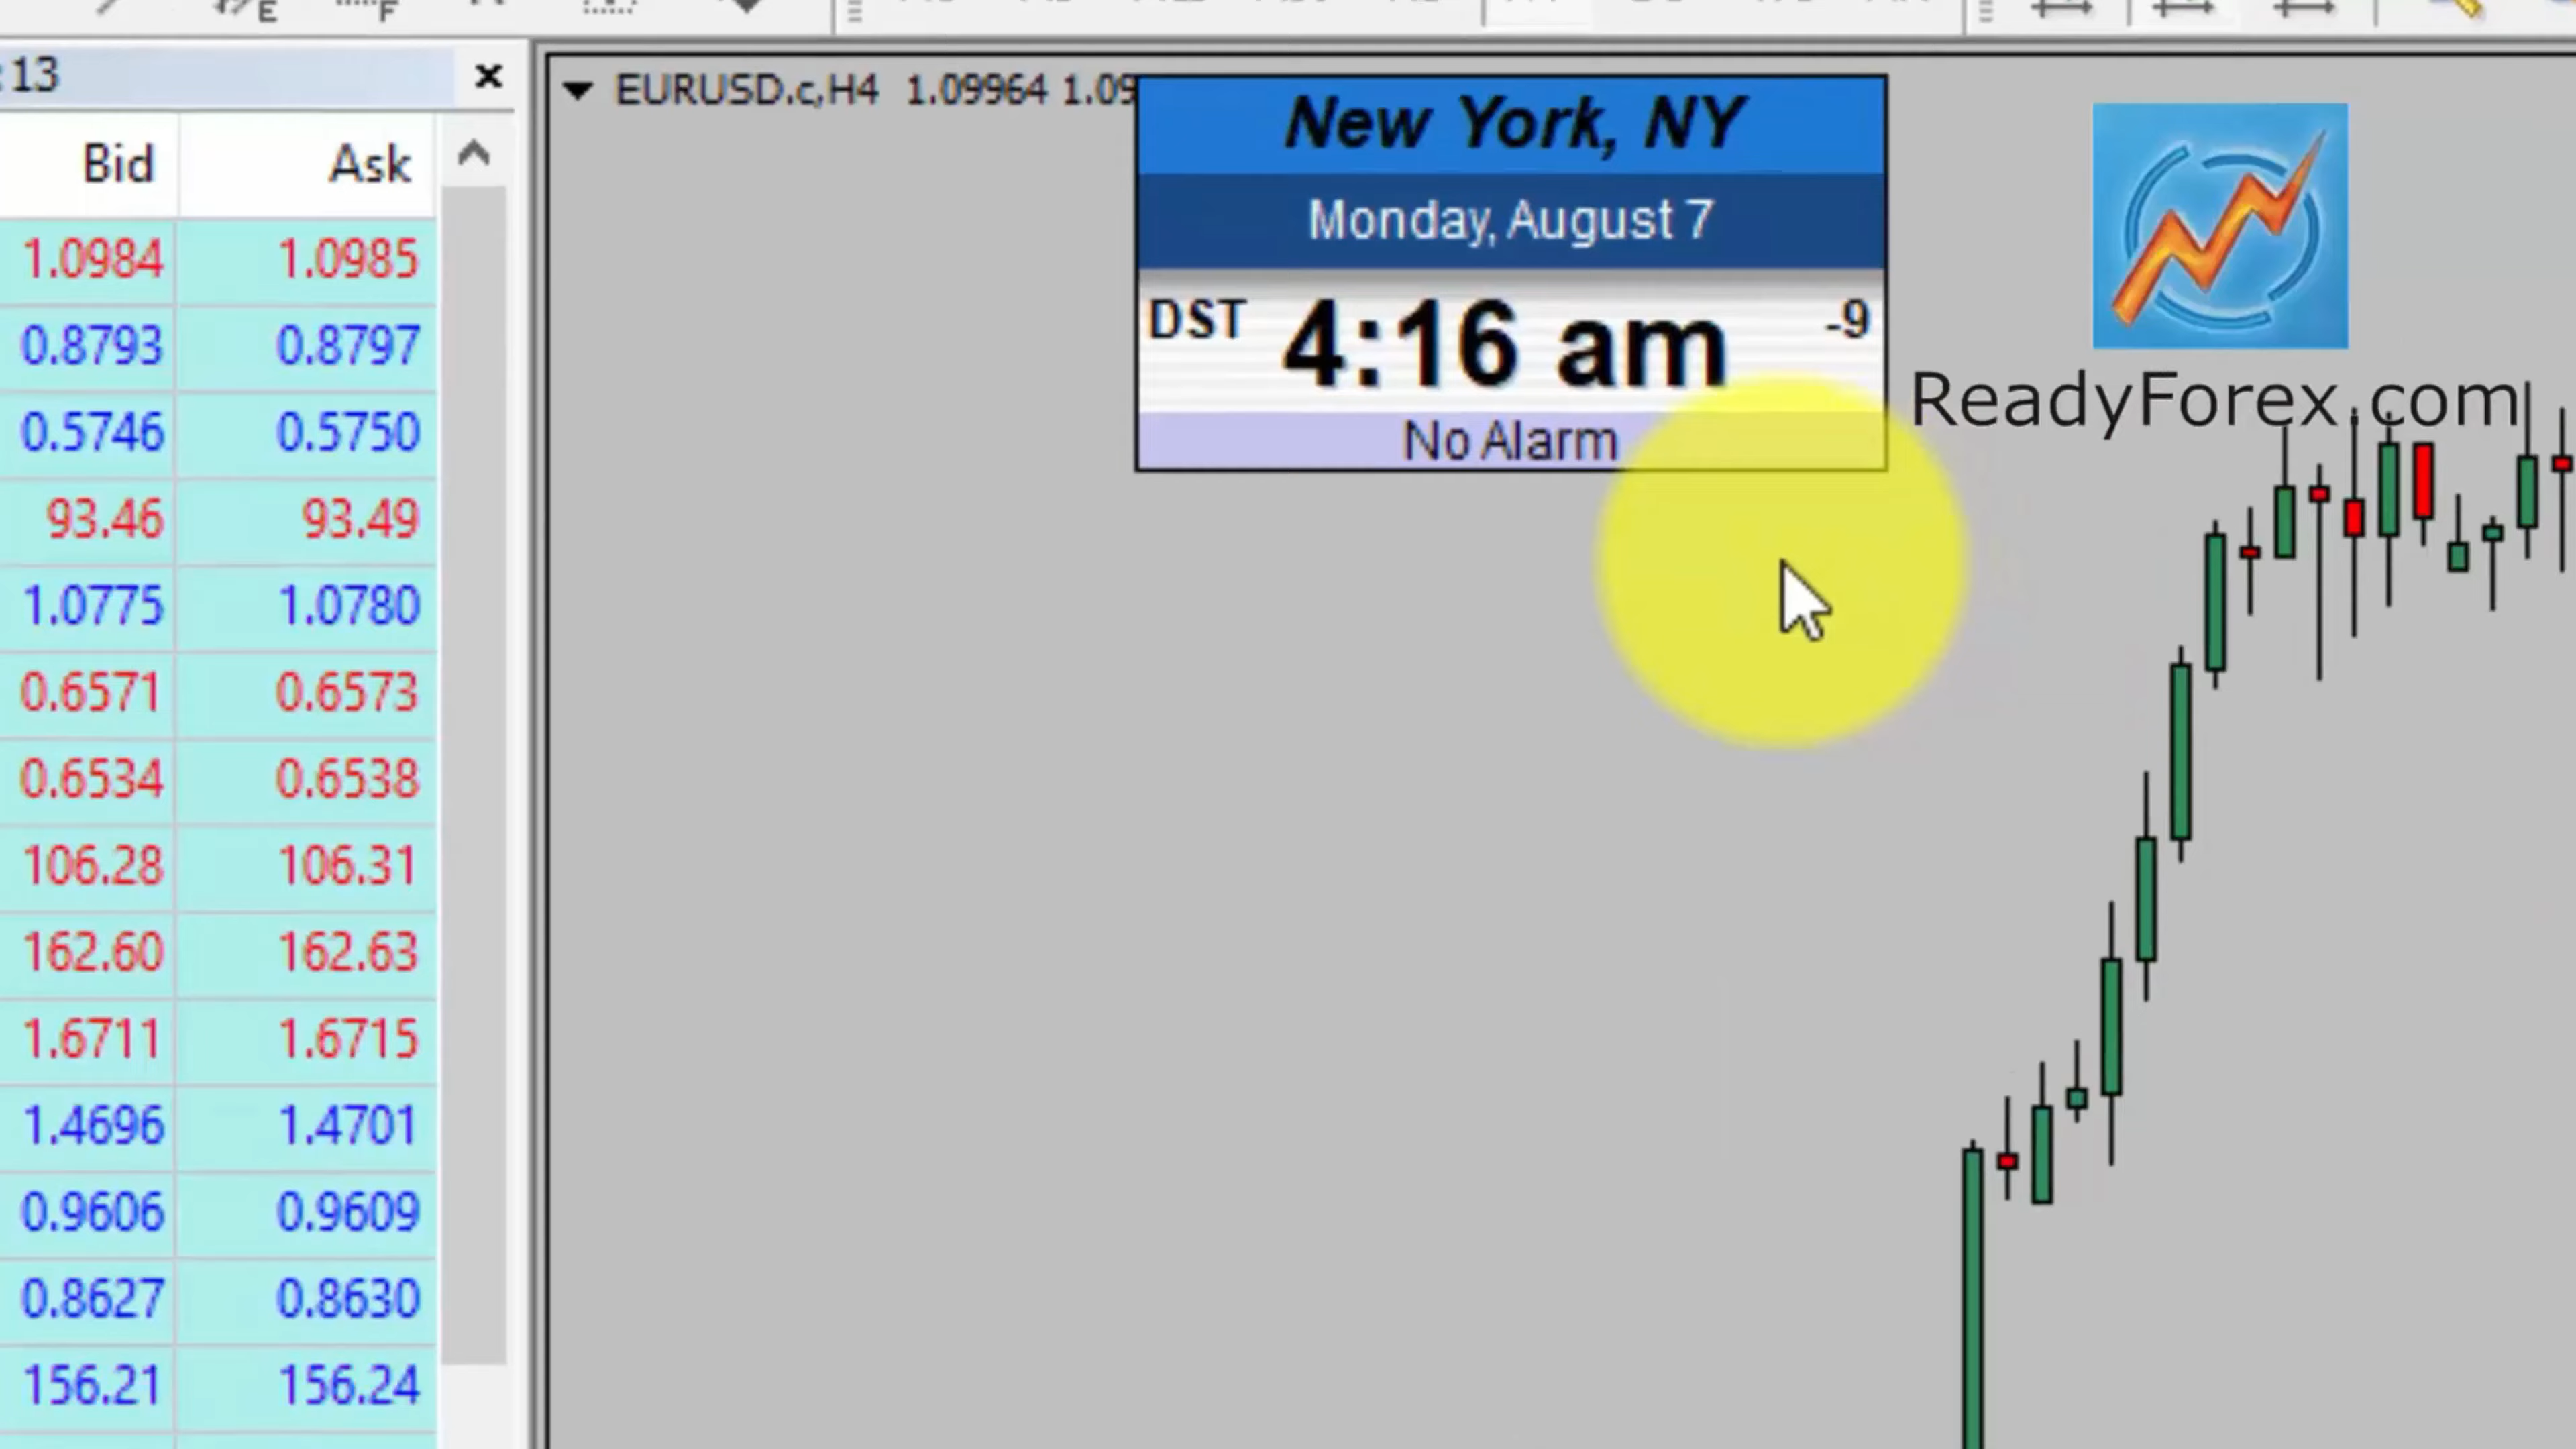 :13
EURUSD.c,H4 1.09964 1.09
New York, NY
Monday, August 7
DST 4:16 am -9
No Alarm
ReadyForex.com
Bid Ask
1.0984 1.0985
0.8793 0.8797
0.5746 0.5750
93.46 93.49
1.0775 1.0780
0.6571 0.6573
0.6534 0.6538
106.28 106.31
162.60 162.63
1.6711 1.6715
1.4696 1.4701
0.9606 0.9609
0.8627 0.8630
156.21 156.24